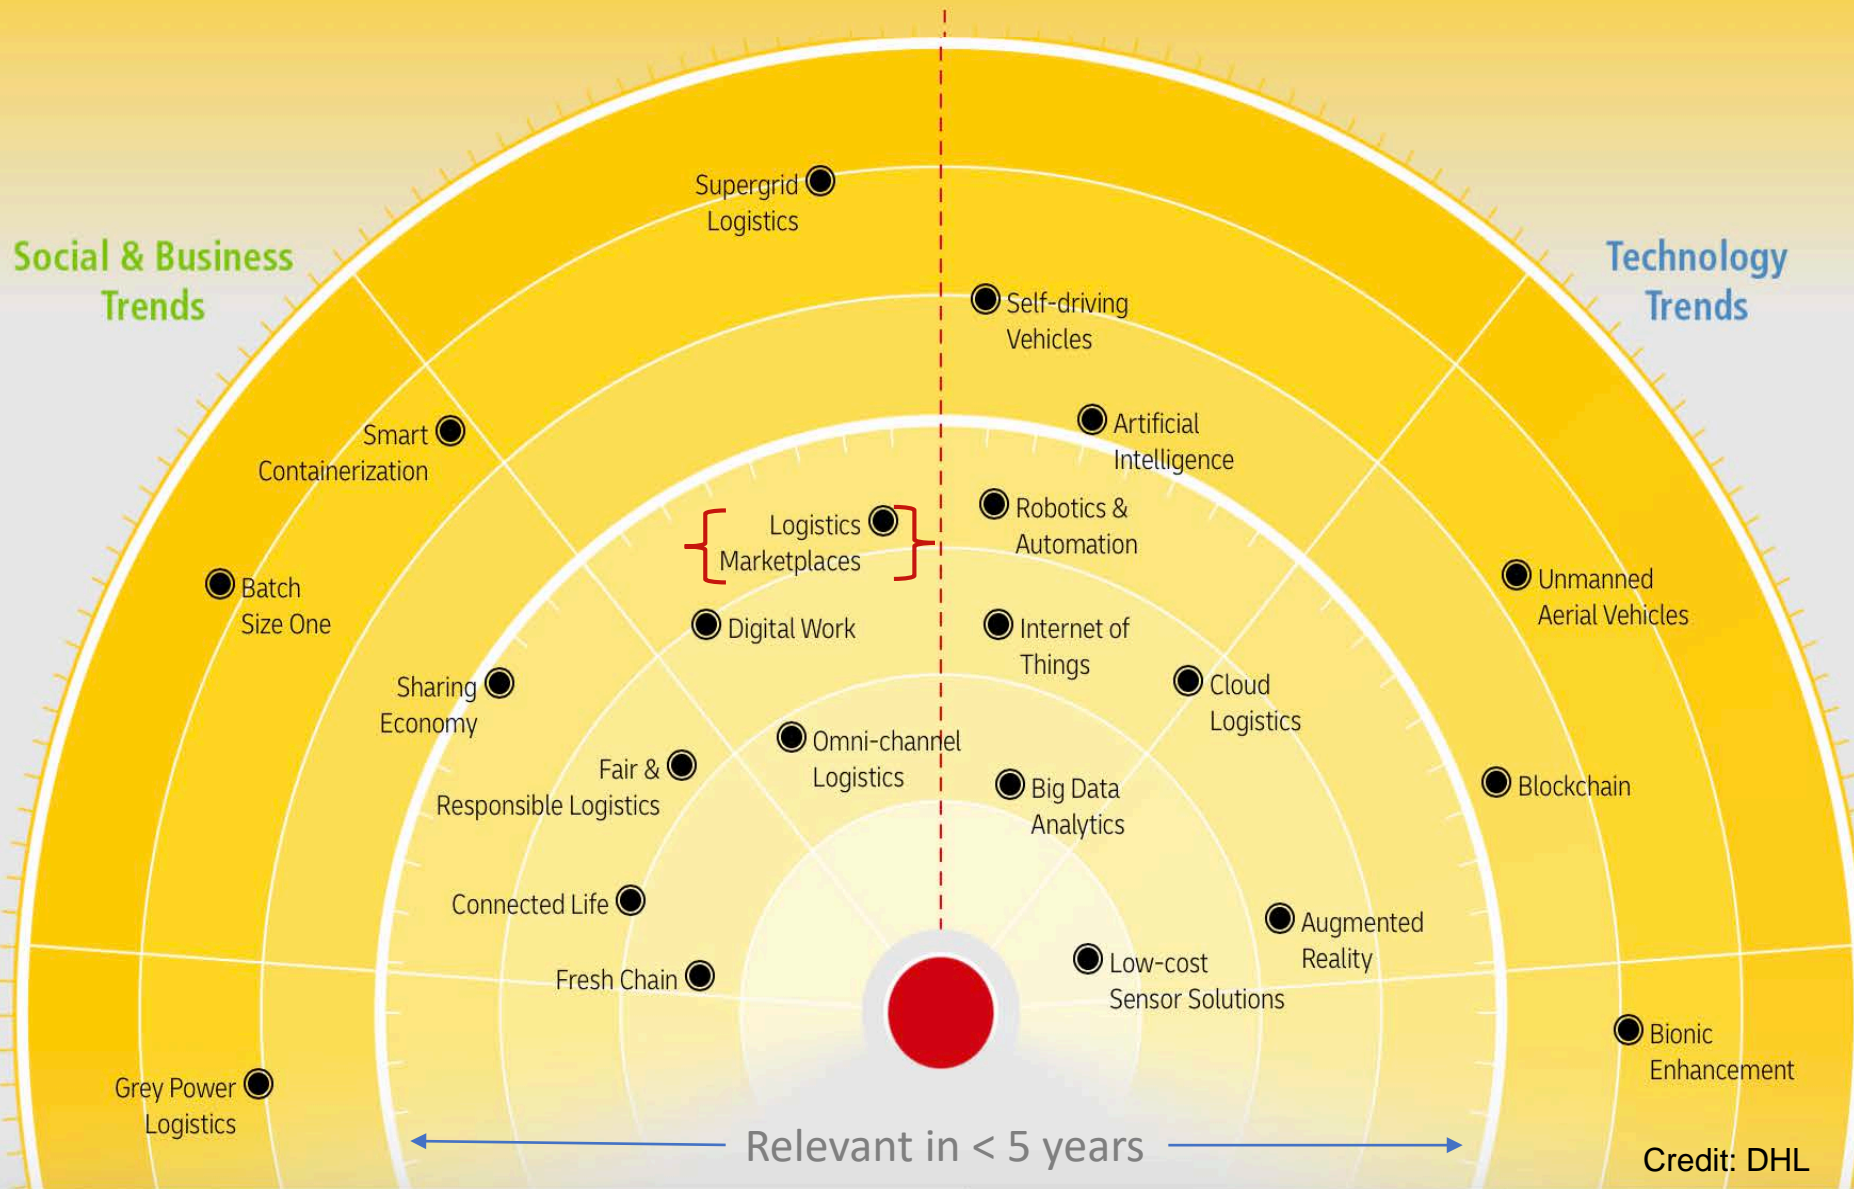 Supergrid
Logistics
Social & Business
Trends
Technology
Trends
Self-driving
Vehicles
Smart
Containerization
Artificial
Intelligence
Logistics
Marketplaces
Robotics &
Automation
Batch
Size One
Unmanned
Aerial Vehicles
Digital Work
Internet of
Things
Sharing
Economy
Cloud
Logistics
Omni-channel
Logistics
Fair &
Responsible Logistics
Big Data
Analytics
Blockchain
Connected Life
Augmented
Reality
Fresh Chain
Low-cost
Sensor Solutions
Bionic
Enhancement
Grey Power
Logistics
Relevant in < 5 years
Credit: DHL